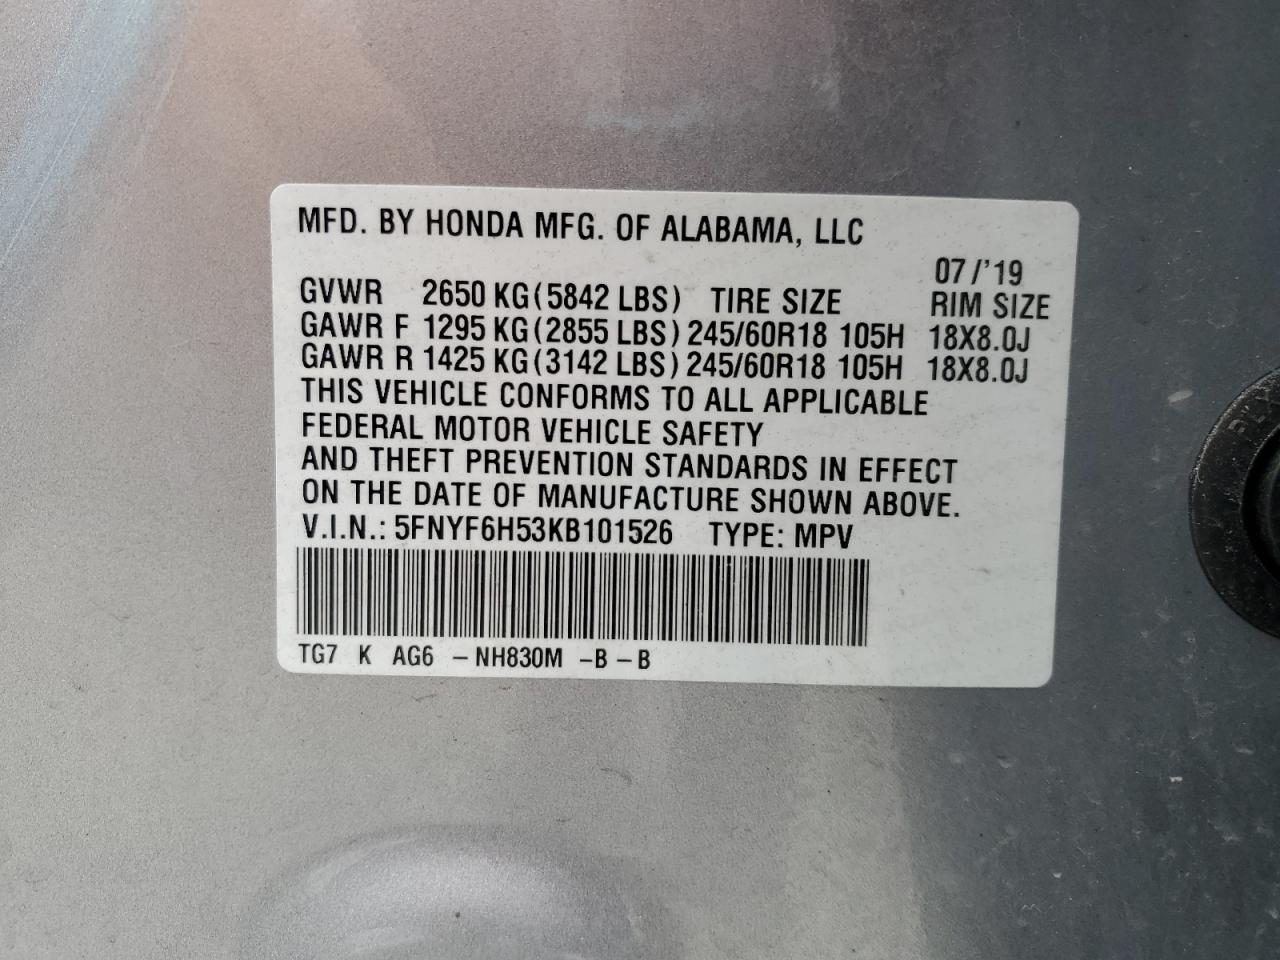 MFD. BY HONDA MFG. OF ALABAMA, LLC
07/'19
GVWR 2650 KG(5842 LBS) TIRE SIZE RIM SIZE
GAWR F 1295 KG(2855 LBS) 245/60R18 105H 18X8.0J
GAWR R 1425 KG(3142 LBS) 245/60R18 105H 18X8.0J
THIS VEHICLE CONFORMS TO ALL APPLICABLE
FEDERAL MOTOR VEHICLE SAFETY
AND THEFT PREVENTION STANDARDS IN EFFECT
ON THE DATE OF MANUFACTURE SHOWN ABOVE.
V.I.N.: 5FNYF6H53KB101526 TYPE: MPV
TG7 K AG6 -NH830M -B-B